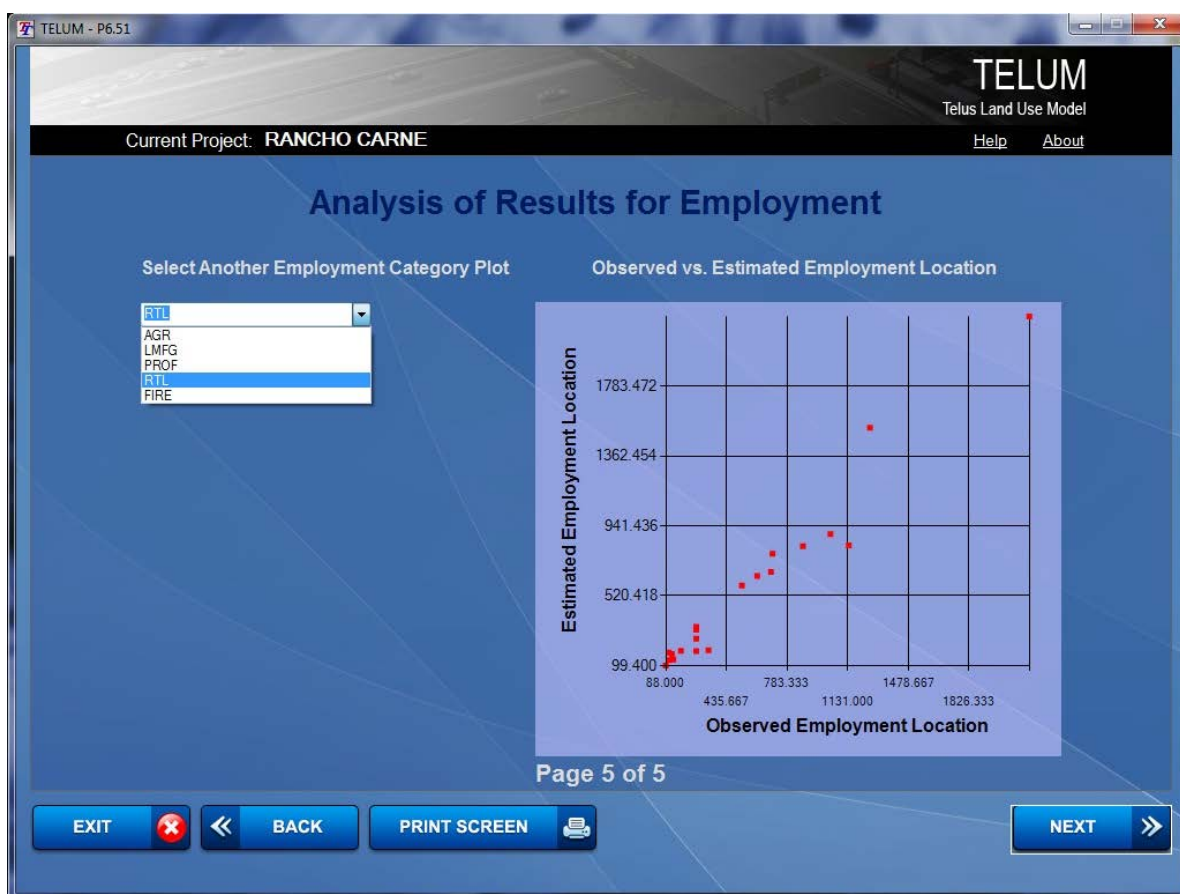 TELUM - P6.51
TELUM
Telus Land Use Model
Current Project: RANCHO CARNE
Help About
Analysis of Results for Employment
Select Another Employment Category Plot
RTL
AGR
LMFG
PROF
RTL
FIRE
Observed vs. Estimated Employment Location
Estimated Employment Location
1783.472
1362.454
941.436
520.418
99.400
88.000 783.333 1478.667
435.667 1131.000 1826.333
Observed Employment Location
Page 5 of 5
EXIT BACK PRINT SCREEN NEXT